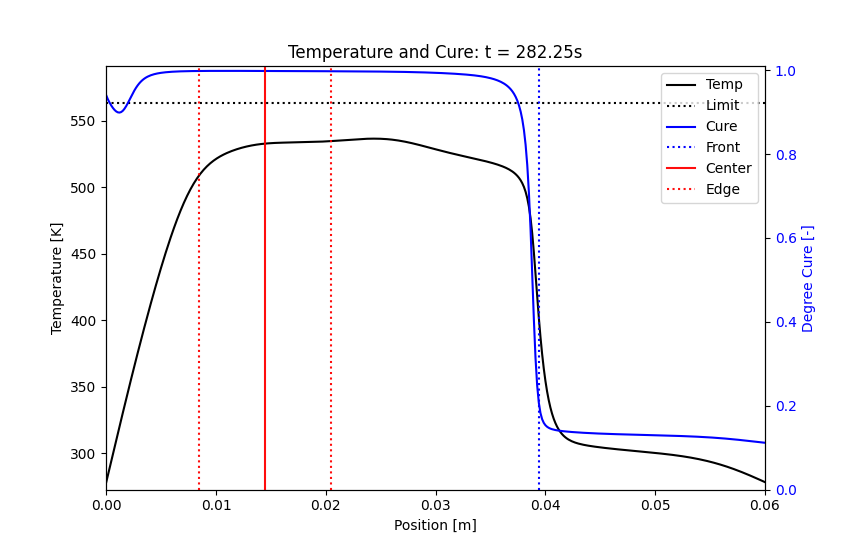 Temperature and Cure: t = 282.25s
Temp
Limit
Cure
Front
Center
Edge
Temperature [K]
550
500
450
400
350
300
Degree Cure [-]
1.0
0.8
0.6
0.4
0.2
0.0
0.00 0.01 0.02 0.03 0.04 0.05 0.06
Position [m]